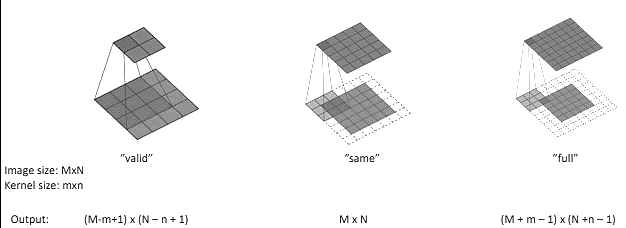 "valid"
"same"
"full"
Image size: MxN
Kernel size: mxn
Output:
(M-m+1) x (N – n + 1)
M x N
(M + m – 1) x (N +n – 1)